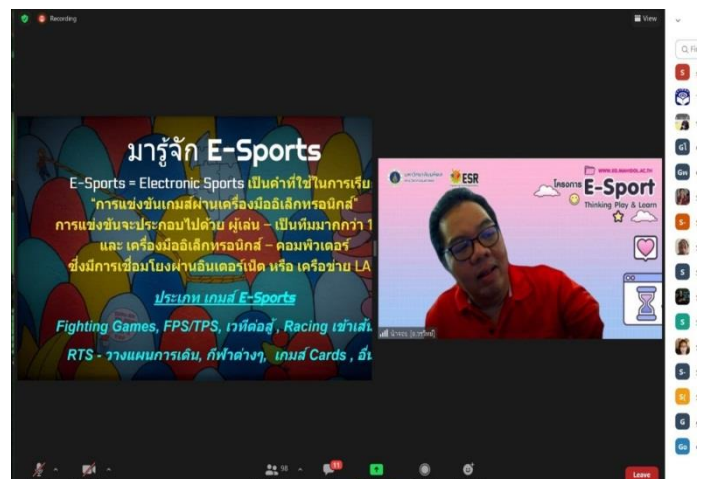 Recording
View
มารู้จัก E-Sports
E-Sports = Electronic Sports เป็นคำที่ใช้ในการเรีย
"การแข่งขันเกมส์ผ่านเครื่องมืออิเล็กทรอนิกส์"
การแข่งขันจะประกอบไปด้วย ผู้เล่น – เป็นทีมมากกว่า 1
และ เครื่องมืออิเล็กทรอนิกส์ – คอมพิวเตอร์
ซึ่งมีการเชื่อมโยงผ่านอินเตอร์เน็ต หรือ เครือข่าย LA
ประเภท เกมส์ E-Sports
Fighting Games, FPS/TPS, เวทีต่อสู้ , Racing เข้าเส้น
RTS - วางแผนการเดิน, กีฬาต่างๆ, เกมส์ Cards , อื่น
ESR
WWW.SS.MAHIDOL.AC.TH
โครงการ E-Sport
Thinking Play & Learn
98
11
Leave
S
Gl
Gw
S-
S
S
S-
S(
G
Go